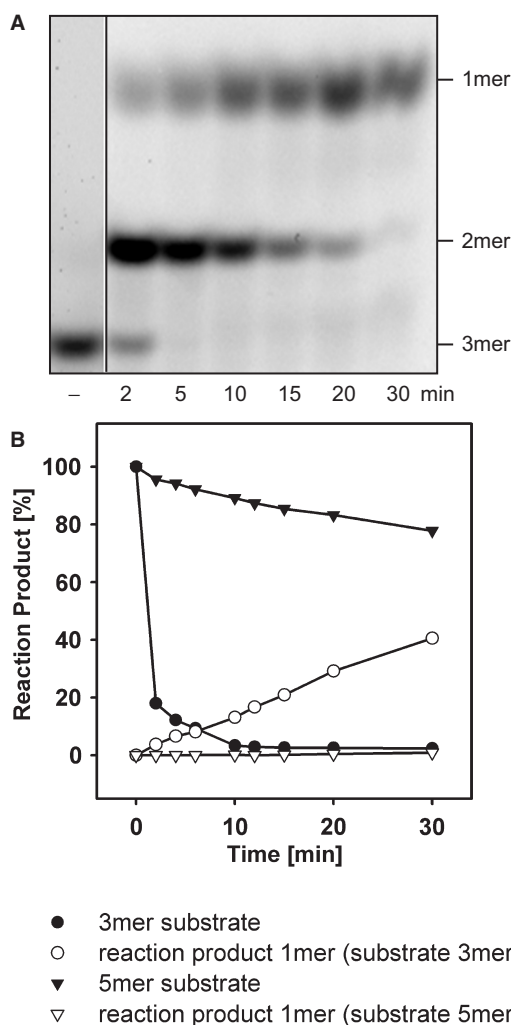 A
1mer
2mer
3mer
– 2 5 10 15 20 30 min
B
Reaction Product [%]
100
80
60
40
20
0
0 10 20 30
Time [min]
3mer substrate
reaction product 1mer (substrate 3mer
5mer substrate
reaction product 1mer (substrate 5mer